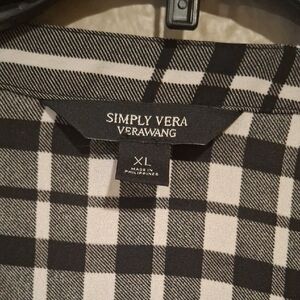 SIMPLY VERA
VERAWANG
XL
MADE IN
PHILIPPINES